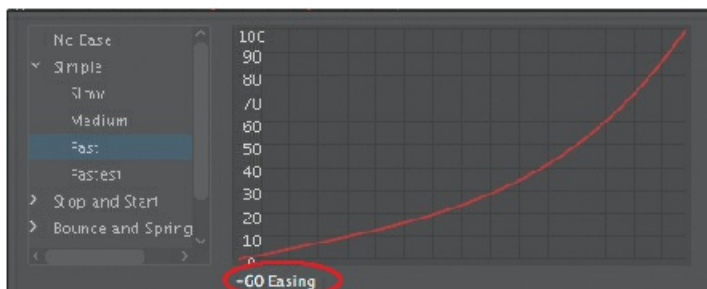 No Ease
Simple
Slow
Medium
Fast
Fastest
Stop and Start
Bounce and Spring
100
90
80
70
60
50
40
30
20
10
0
-60 Easing